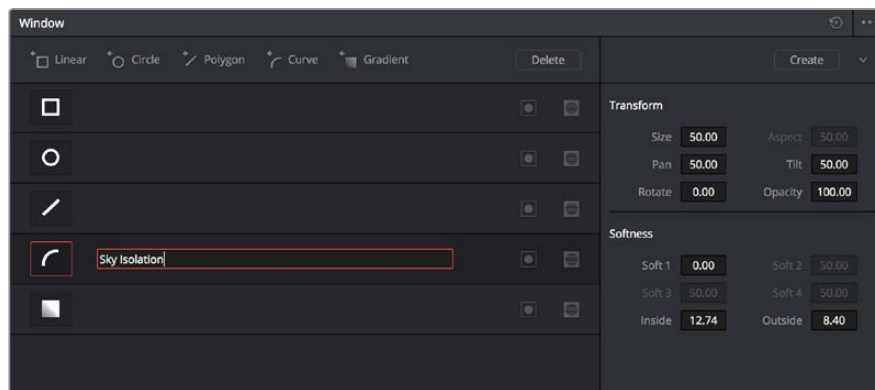 Window
Linear Circle Polygon Curve Gradient Delete Create
Transform
Size 50.00 Aspect 50.00
Pan 50.00 Tilt 50.00
Rotate 0.00 Opacity 100.00
Sky Isolation
Softness
Soft 1 0.00 Soft 2 50.00
Soft 3 50.00 Soft 4 50.00
Inside 12.74 Outside 8.40